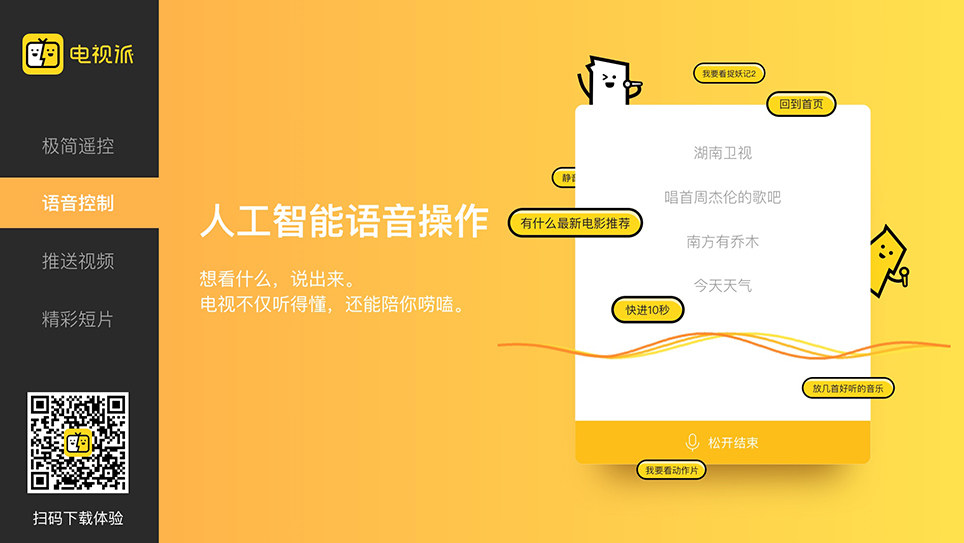 电视派
极简遥控
语音控制
推送视频
精彩短片
扫码下载体验
人工智能语音操作
想看什么，说出来。
电视不仅听得懂，还能陪你唠嗑。
我要看捉妖记2
回到首页
湖南卫视
静音
唱首周杰伦的歌吧
有什么最新电影推荐
南方有乔木
今天天气
快进10秒
放几首好听的音乐
松开结束
我要看动作片